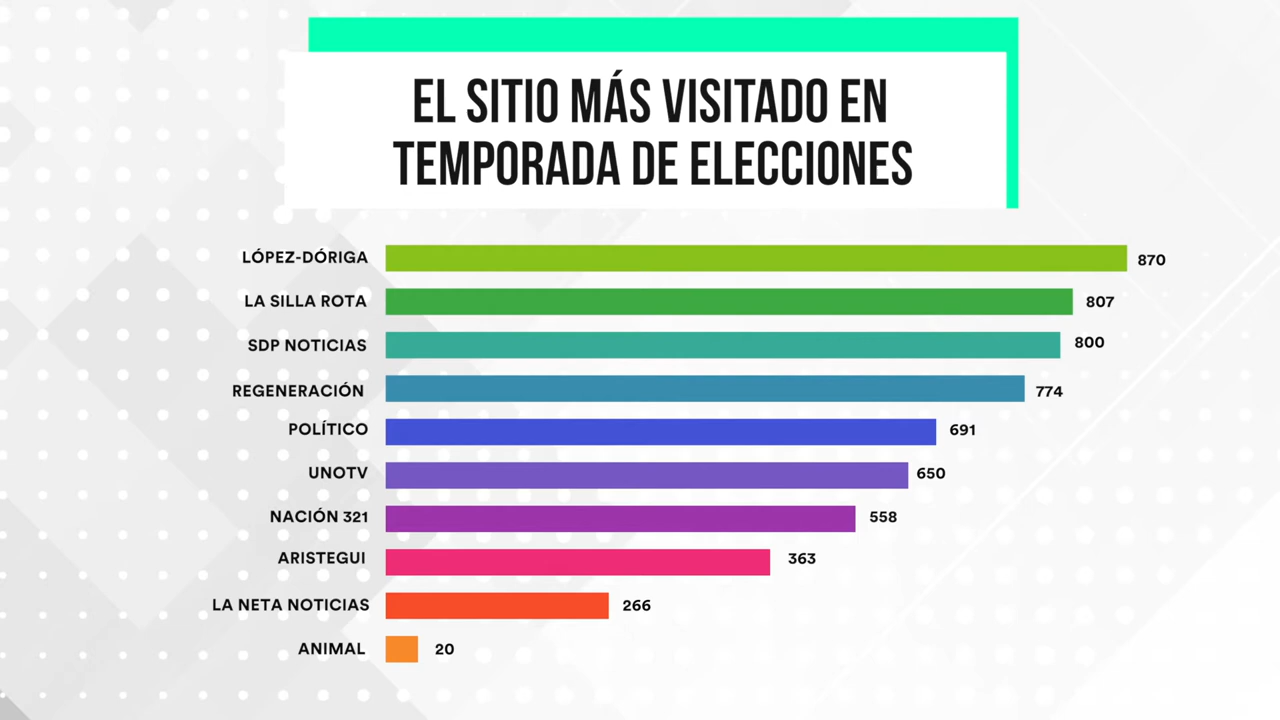 EL SITIO MÁS VISITADO EN
TEMPORADA DE ELECCIONES
LÓPEZ-DÓRIGA 870
LA SILLA ROTA 807
SDP NOTICIAS 800
REGENERACIÓN 774
POLÍTICO 691
UNOTV 650
NACIÓN 321 558
ARISTEGUI 363
LA NETA NOTICIAS 266
ANIMAL 20